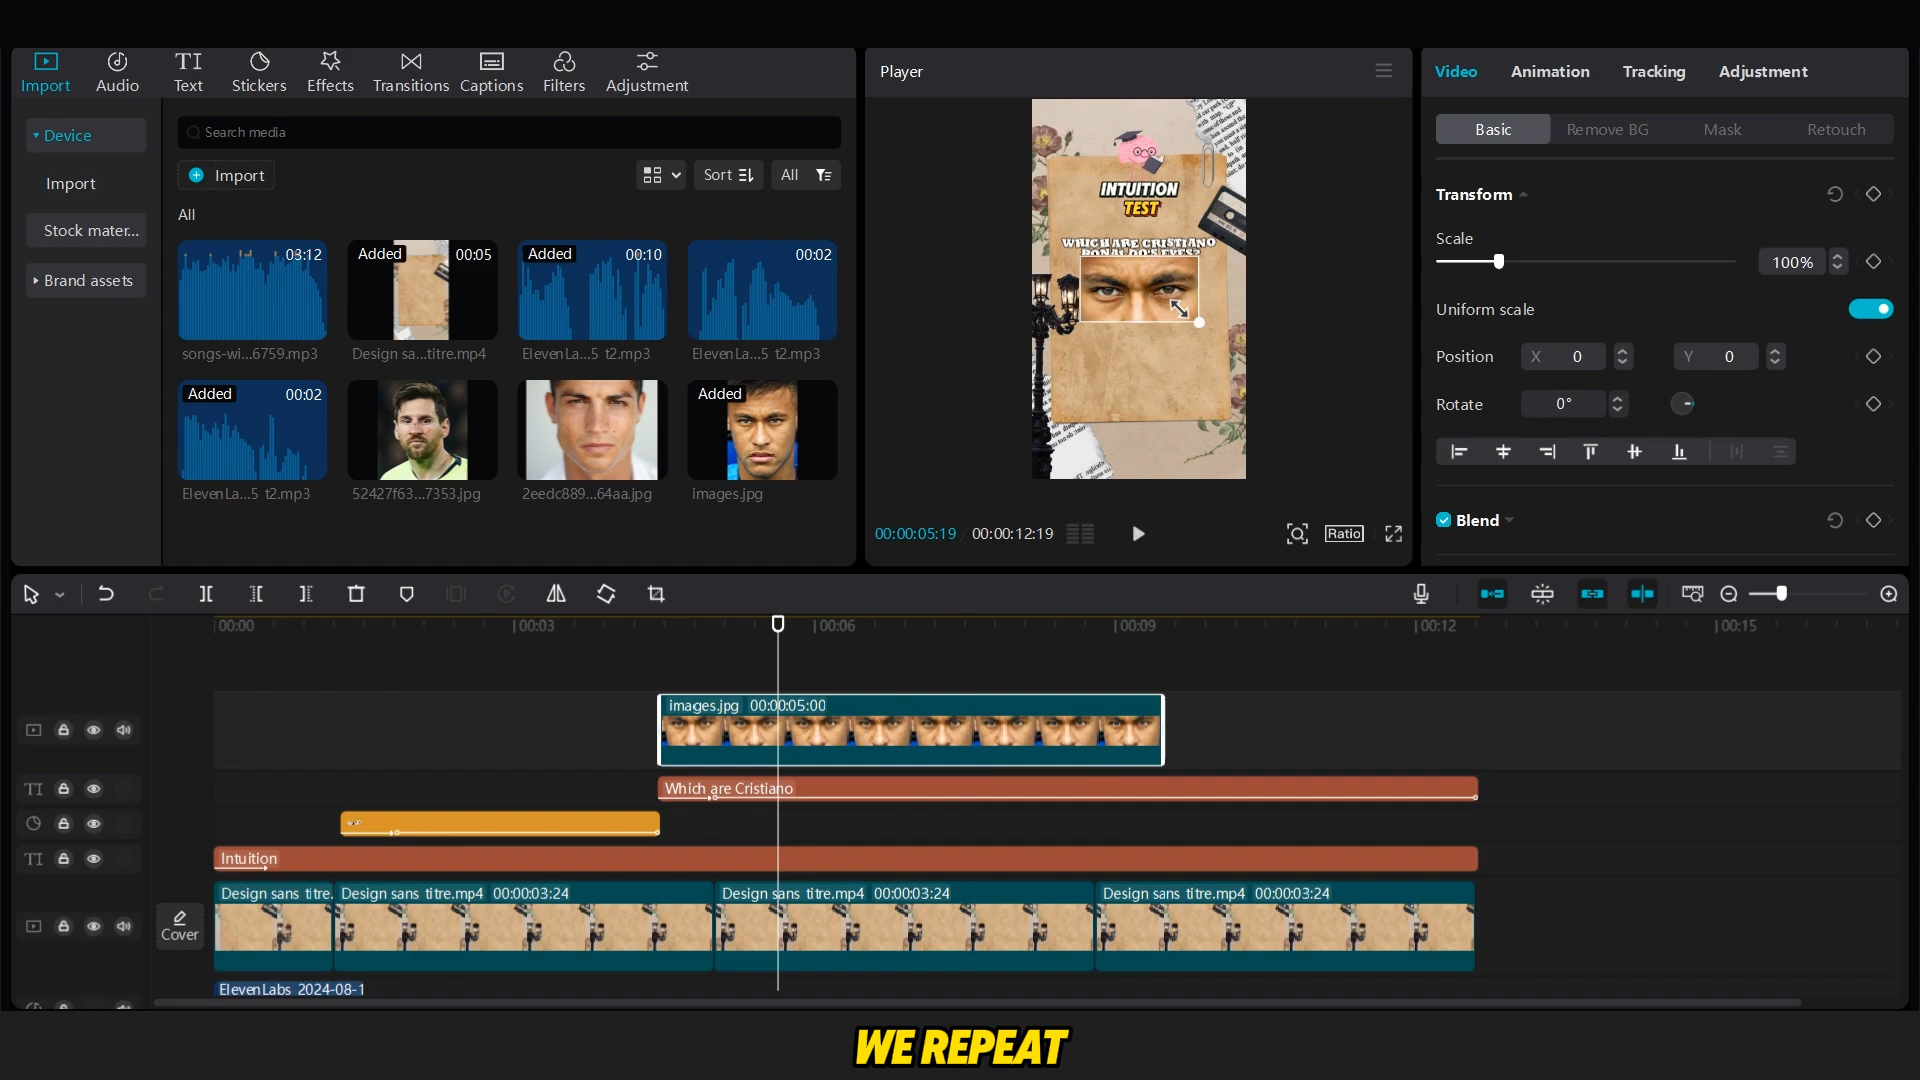 Import Audio Text Stickers Effects Transitions Captions Filters Adjustment
Device
Import
Stock mater...
Brand assets
Search media
Import
Sort
All
All
03:12
Added 00:05
Added 00:10
00:02
songs-wi...6759.mp3
Design sa...titre.mp4
ElevenLa...5 t2.mp3
ElevenLa...5 t2.mp3
Added 00:02
Added
ElevenLa...5 t2.mp3
52427f63...7353.jpg
2eedc889...64aa.jpg
images.jpg
Player
INTUITION
TEST
WHICH ARE CRISTIANO
RONALDO'S EYES?
00:00:05:19 / 00:00:12:19
Ratio
Video Animation Tracking Adjustment
Basic Remove BG Mask Retouch
Transform
Scale
100%
Uniform scale
Position X 0 Y 0
Rotate 0°
Blend
00:00 00:03 00:06 00:09 00:12 00:15
images.jpg 00:00:05:00
Which are Cristiano
Intuition
Cover
Design sans titre. Design sans titre.mp4 00:00:03:24 Design sans titre.mp4 00:00:03:24 Design sans titre.mp4 00:00:03:24
ElevenLabs 2024-08-1
WE REPEAT